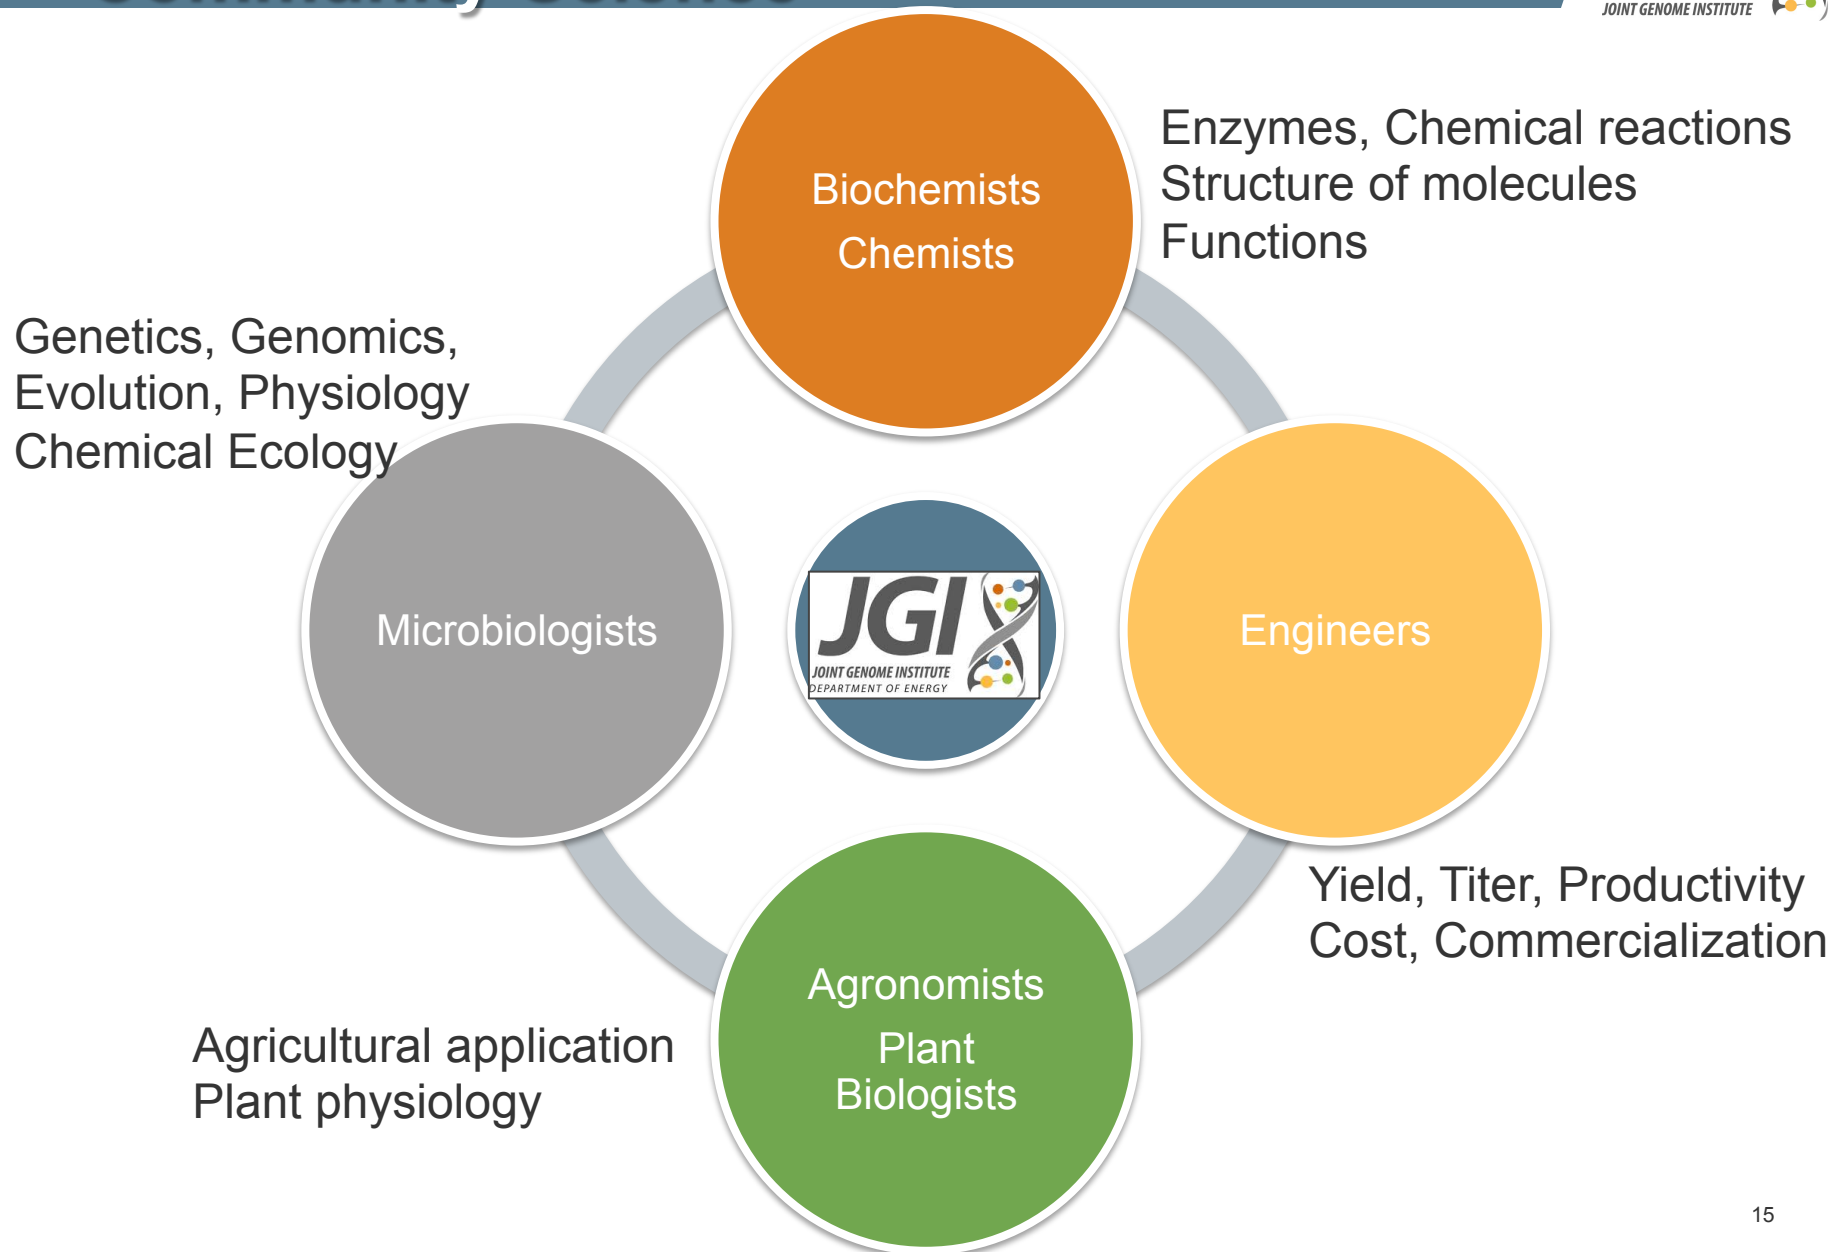 Community Science
JOINT GENOME INSTITUTE
Biochemists
Chemists
Enzymes, Chemical reactions
Structure of molecules
Functions
Genetics, Genomics,
Evolution, Physiology
Chemical Ecology
Microbiologists
JGI
JOINT GENOME INSTITUTE
DEPARTMENT OF ENERGY
Engineers
Yield, Titer, Productivity
Cost, Commercialization
Agronomists
Plant
Biologists
Agricultural application
Plant physiology
15